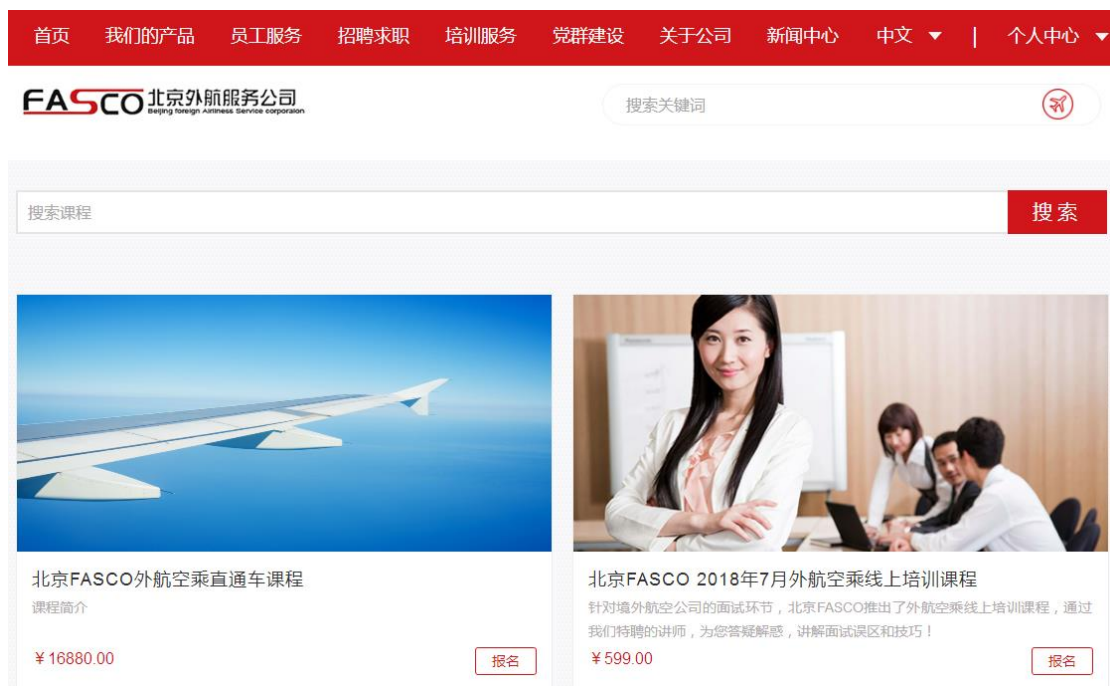 首页 我们的产品 员工服务 招聘求职 培训服务 党群建设 关于公司 新闻中心 中文 | 个人中心
FASCO 北京外航服务公司
Beijing foreign Airliness Service corporaion
搜索关键词
搜索课程
搜索
北京FASCO外航空乘直通车课程
课程简介
¥16880.00
报名
北京FASCO 2018年7月外航空乘线上培训课程
针对境外航空公司的面试环节，北京FASCO推出了外航空乘线上培训课程，通过
我们特聘的讲师，为您答疑解惑，讲解面试误区和技巧！
¥599.00
报名